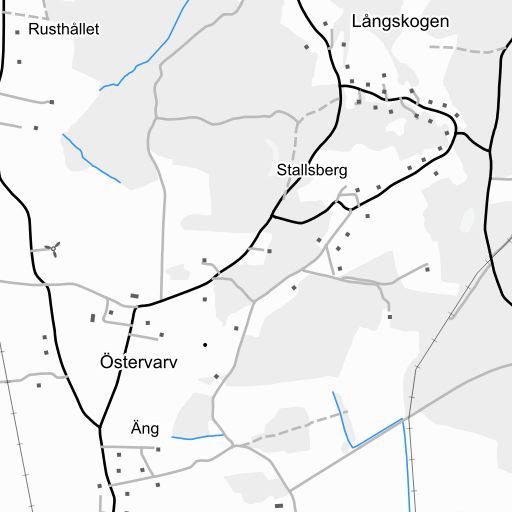 Långskogen
Rusthållet
Stallsberg
Östervarv
Äng